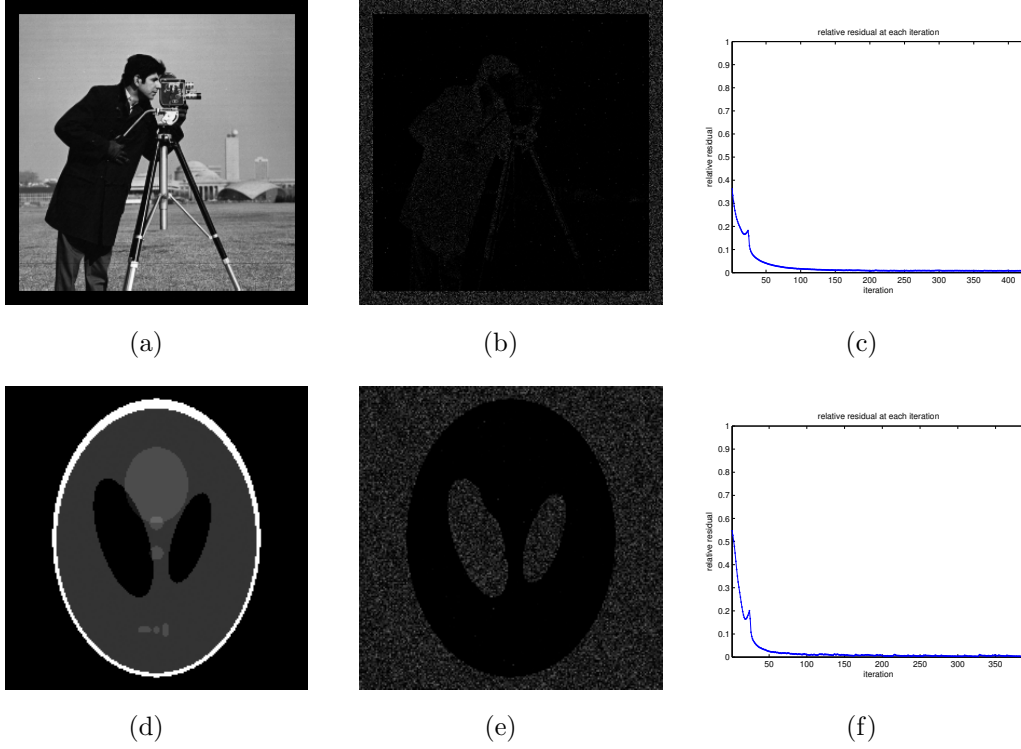 relative residual at each iteration
1
0.9
0.8
0.7
0.6
0.5
0.4
0.3
0.2
0.1
0
relative residual
50 100 150 200 250 300 350 400
iteration
(a) (b) (c)
relative residual at each iteration
1
0.9
0.8
0.7
0.6
0.5
0.4
0.3
0.2
0.1
0
relative residual
50 100 150 200 250 300 350
iteration
(d) (e) (f)